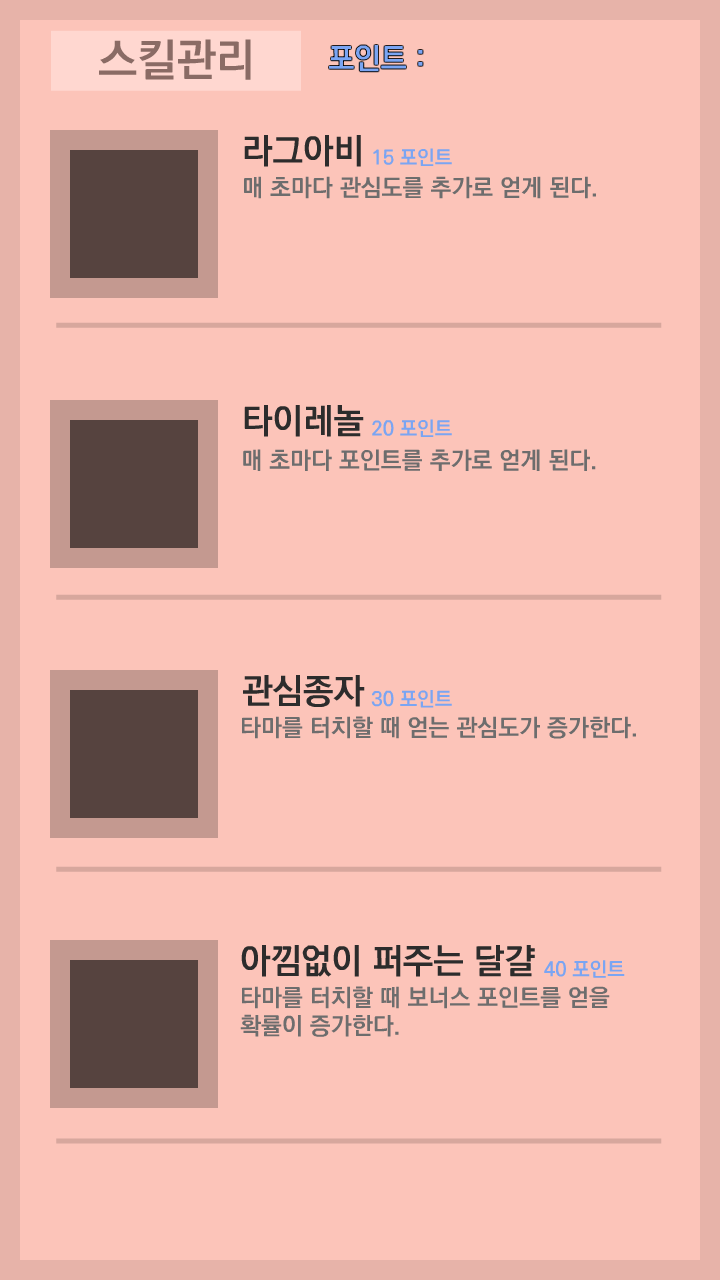 스킬관리 포인트 :
라그아비 15 포인트
매 초마다 관심도를 추가로 얻게 된다.
타이레놀 20 포인트
매 초마다 포인트를 추가로 얻게 된다.
관심종자 30 포인트
타마를 터치할 때 얻는 관심도가 증가한다.
아낌없이 퍼주는 달걀 40 포인트
타마를 터치할 때 보너스 포인트를 얻을
확률이 증가한다.